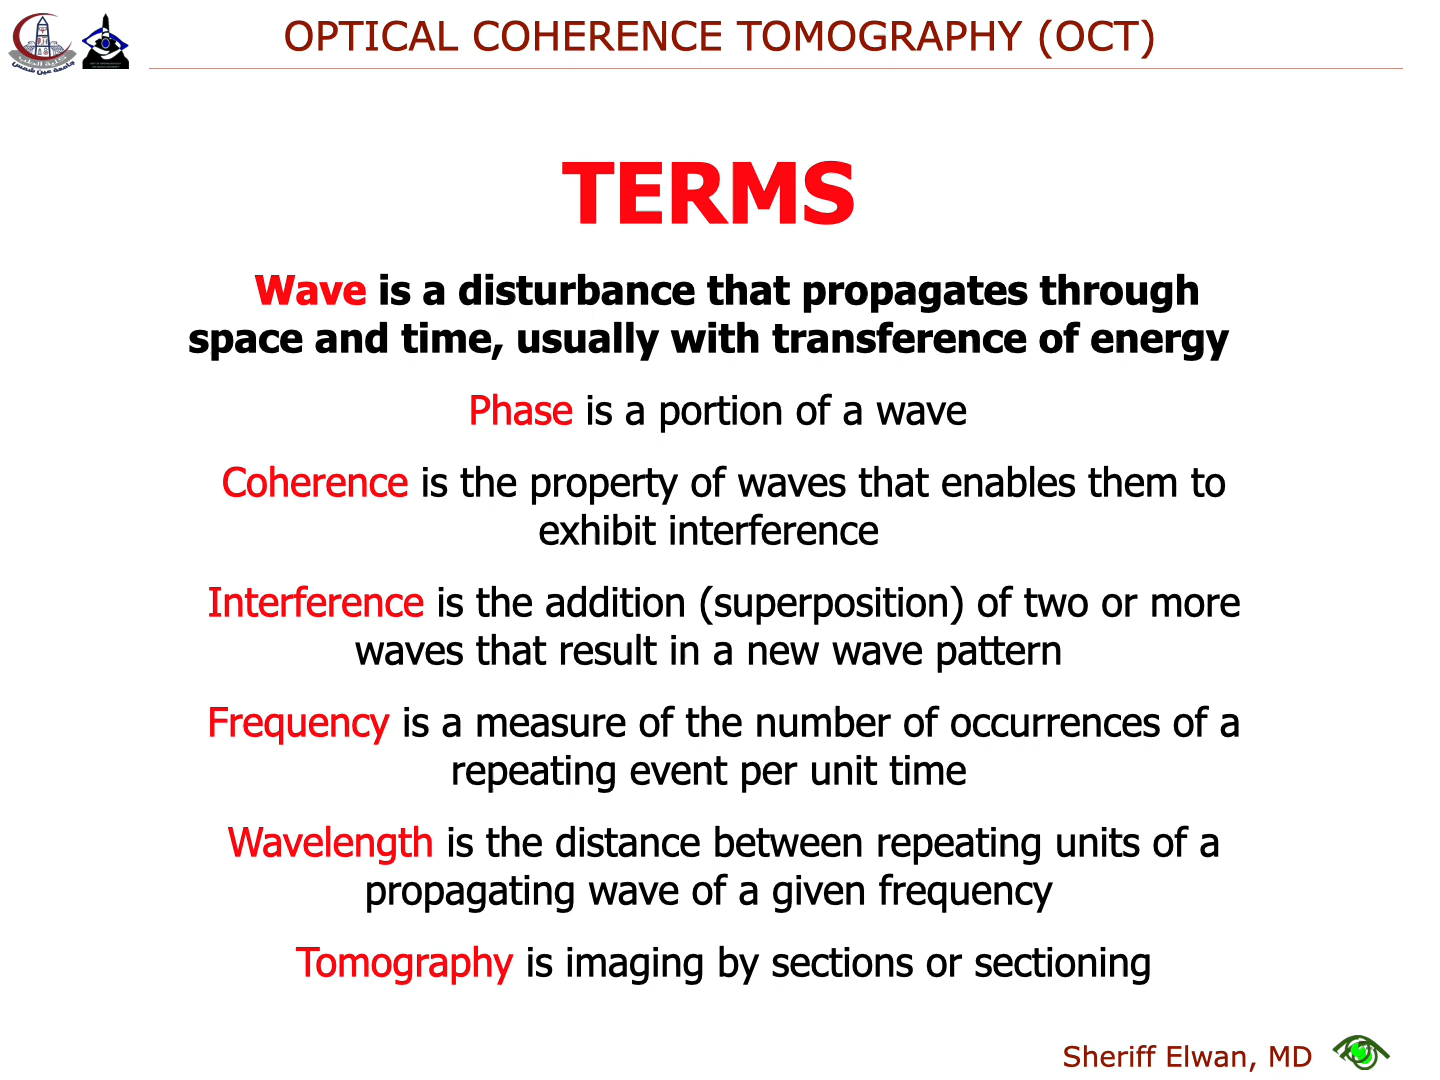 OPTICAL COHERENCE TOMOGRAPHY (OCT)
TERMS
Wave is a disturbance that propagates through
space and time, usually with transference of energy
Phase is a portion of a wave
Coherence is the property of waves that enables them to
exhibit interference
Interference is the addition (superposition) of two or more
waves that result in a new wave pattern
Frequency is a measure of the number of occurrences of a
repeating event per unit time
Wavelength is the distance between repeating units of a
propagating wave of a given frequency
Tomography is imaging by sections or sectioning
Sheriff Elwan, MD